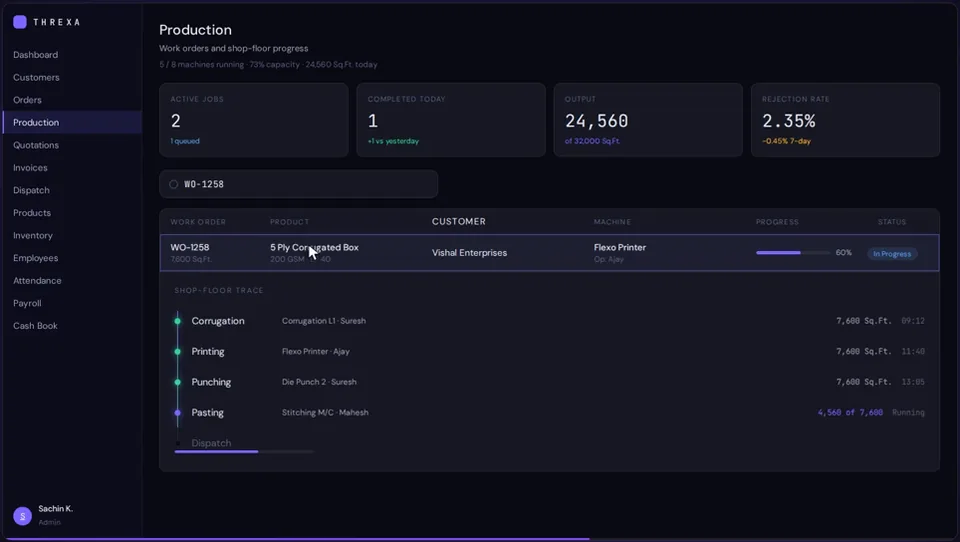 THREXA
Dashboard
Customers
Orders
Production
Quotations
Invoices
Dispatch
Products
Inventory
Employees
Attendance
Payroll
Cash Book
S
Sachin K.
Admin
Production
Work orders and shop-floor progress
5 / 8 machines running · 73% capacity · 24,560 Sq.Ft. today
ACTIVE JOBS
2
1 queued
COMPLETED TODAY
1
+1 vs yesterday
OUTPUT
24,560
of 32,000 Sq.Ft.
REJECTION RATE
2.35%
-0.45% 7-day
WO-1258
WORK ORDER PRODUCT CUSTOMER MACHINE PROGRESS STATUS
WO-1258 5 Ply Corrugated Box Vishal Enterprises Flexo Printer 60% In Progress
7,600 Sq.Ft. 200 GSM 40 Op: Ajay
SHOP-FLOOR TRACE
Corrugation Corrugation L1 · Suresh 7,600 Sq.Ft. 09:12
Printing Flexo Printer · Ajay 7,600 Sq.Ft. 11:40
Punching Die Punch 2 · Suresh 7,600 Sq.Ft. 13:05
Pasting Stitching M/C · Mahesh 4,560 of 7,600 Running
Dispatch